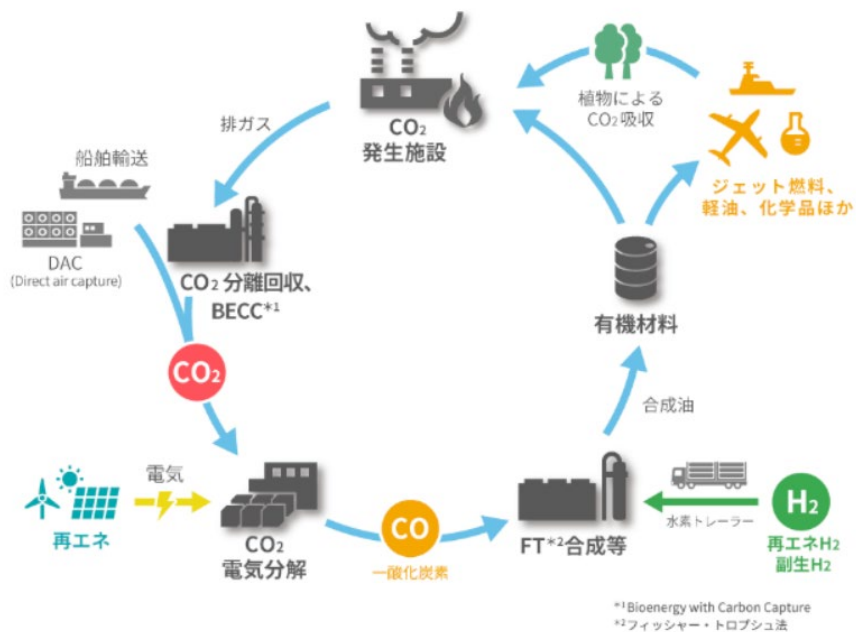 植物による
CO₂吸収
CO₂
発生施設
排ガス
ジェット燃料、
軽油、化学品ほか
船舶輸送
DAC
(Direct air capture)
CO₂分離回収、
BECC*¹
有機材料
CO₂
合成油
再エネ
電気
CO₂
電気分解
CO
一酸化炭素
FT*²合成等
水素トレーラー
H₂
再エネH₂
副生H₂
*¹Bioenergy with Carbon Capture
*²フィッシャー・トロプシュ法